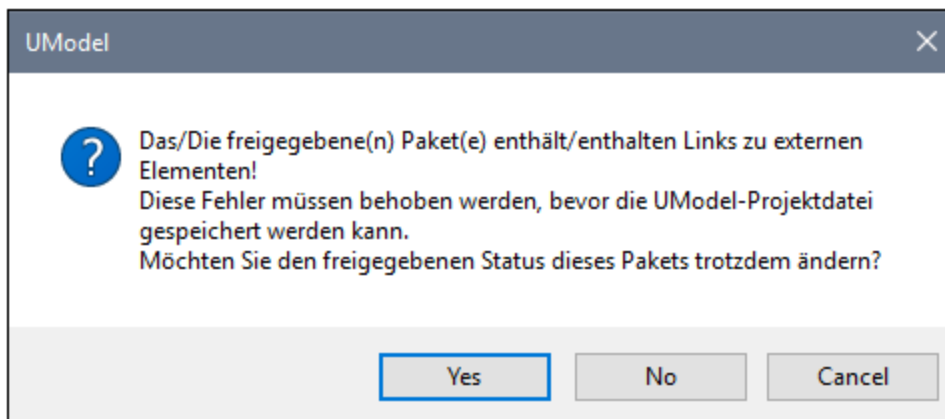 UModel
Das/Die freigegebene(n) Paket(e) enthält/enthalten Links zu externen
Elementen!
Diese Fehler müssen behoben werden, bevor die UModel-Projektdatei
gespeichert werden kann.
Möchten Sie den freigegebenen Status dieses Pakets trotzdem ändern?
Yes
No
Cancel